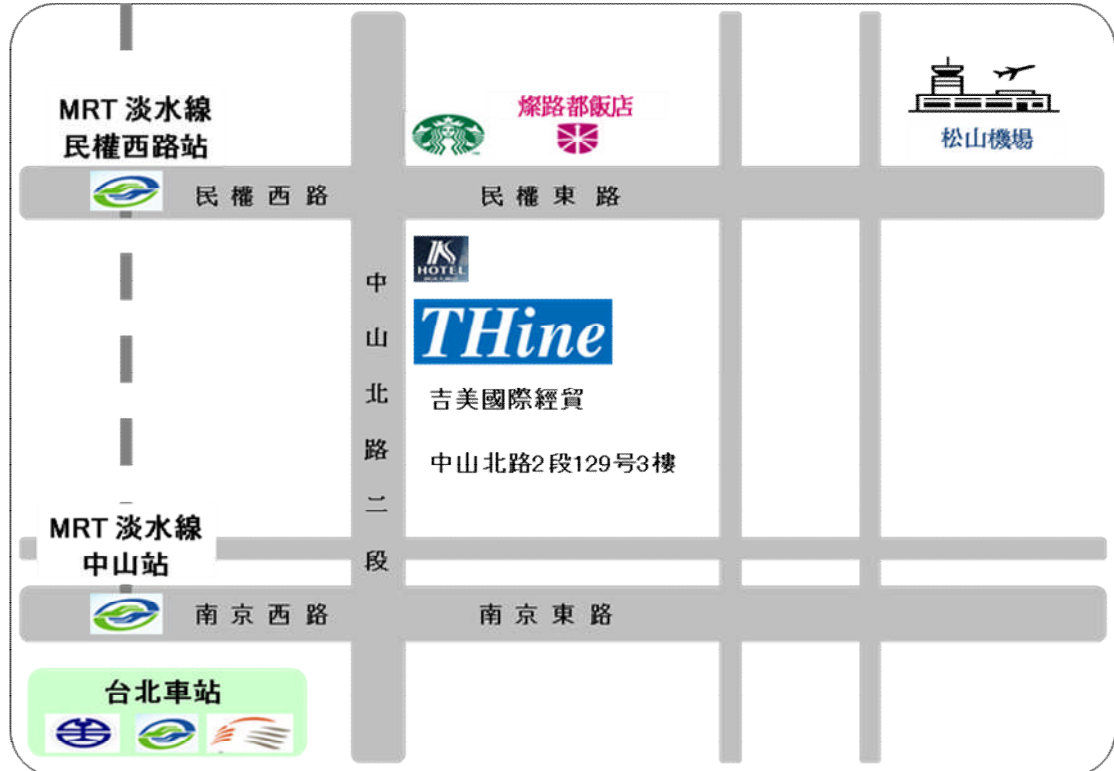 MRT 淡水線
民權西路站
燦路都飯店
松山機場
民權西路
民權東路
HOTEL
THine
吉美國際經貿
中山北路2段129号3樓
中山北路二段
MRT 淡水線
中山站
南京西路
南京東路
台北車站